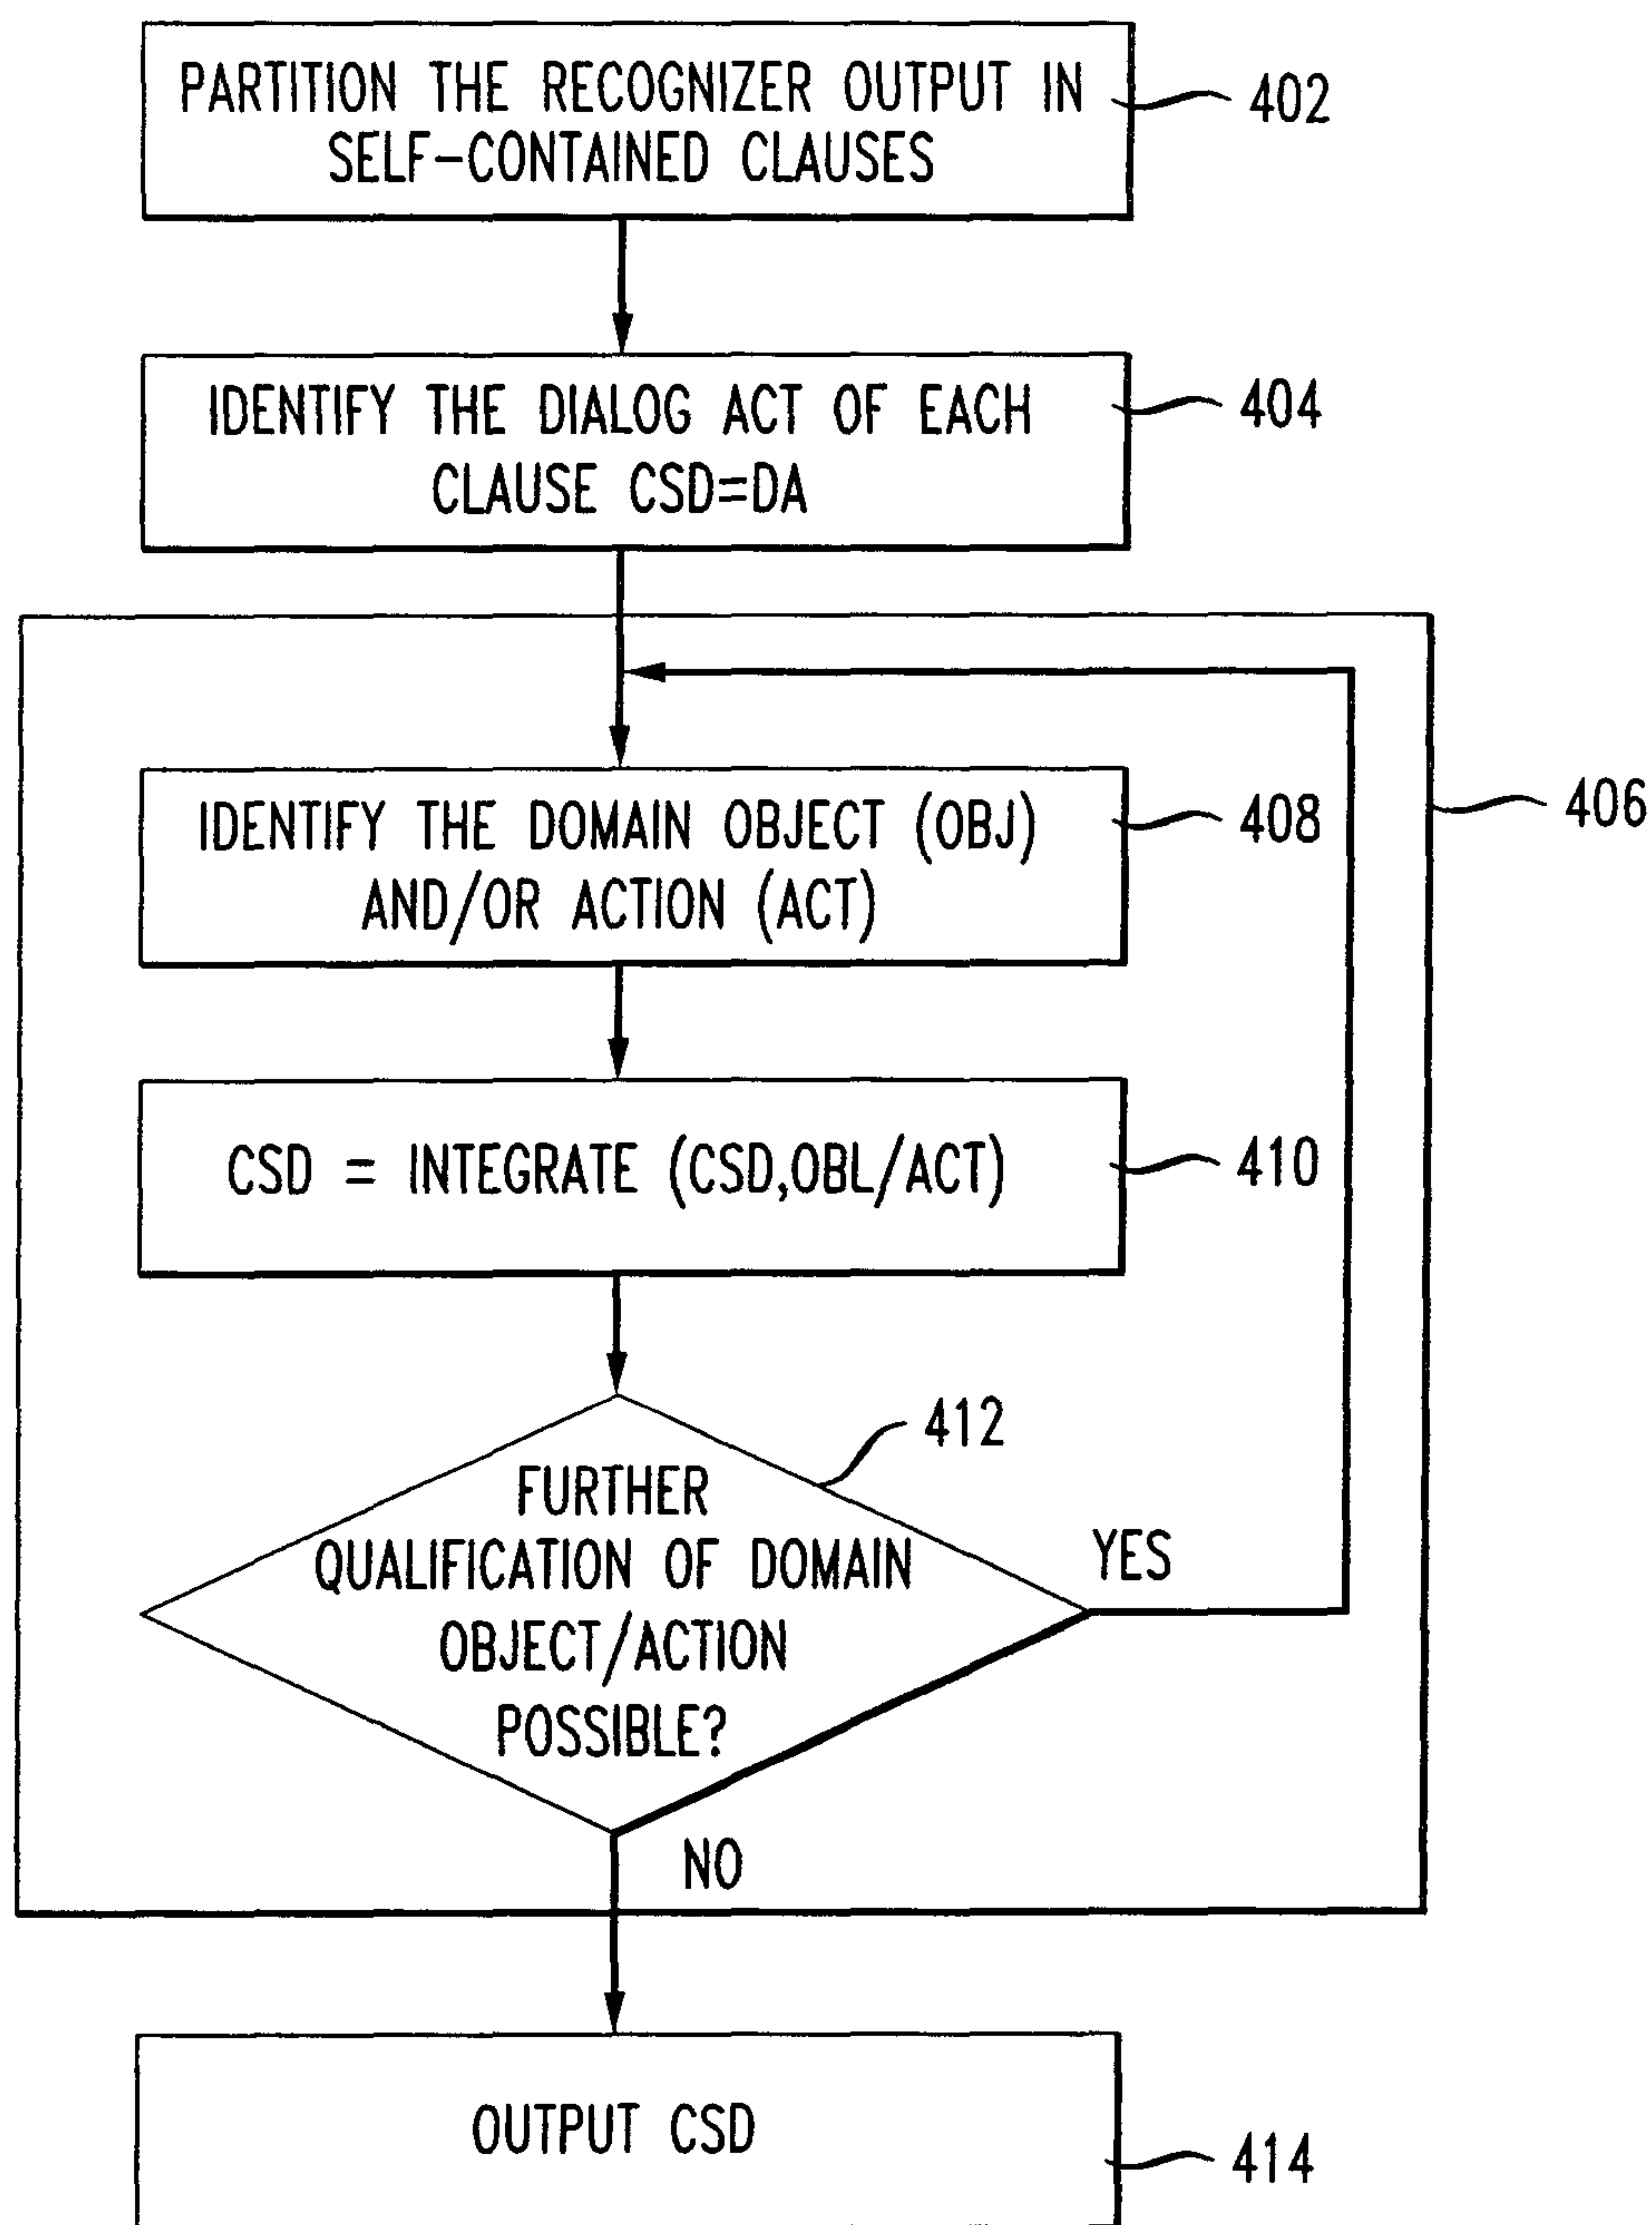 PARTITION THE RECOGNIZER OUTPUT IN
SELF-CONTAINED CLAUSES
402
IDENTIFY THE DIALOG ACT OF EACH
CLAUSE CSD=DA
404
406
IDENTIFY THE DOMAIN OBJECT (OBJ)
AND/OR ACTION (ACT)
408
CSD = INTEGRATE (CSD,OBL/ACT)
410
412
FURTHER
QUALIFICATION OF DOMAIN
OBJECT/ACTION
POSSIBLE?
YES
NO
OUTPUT CSD
414